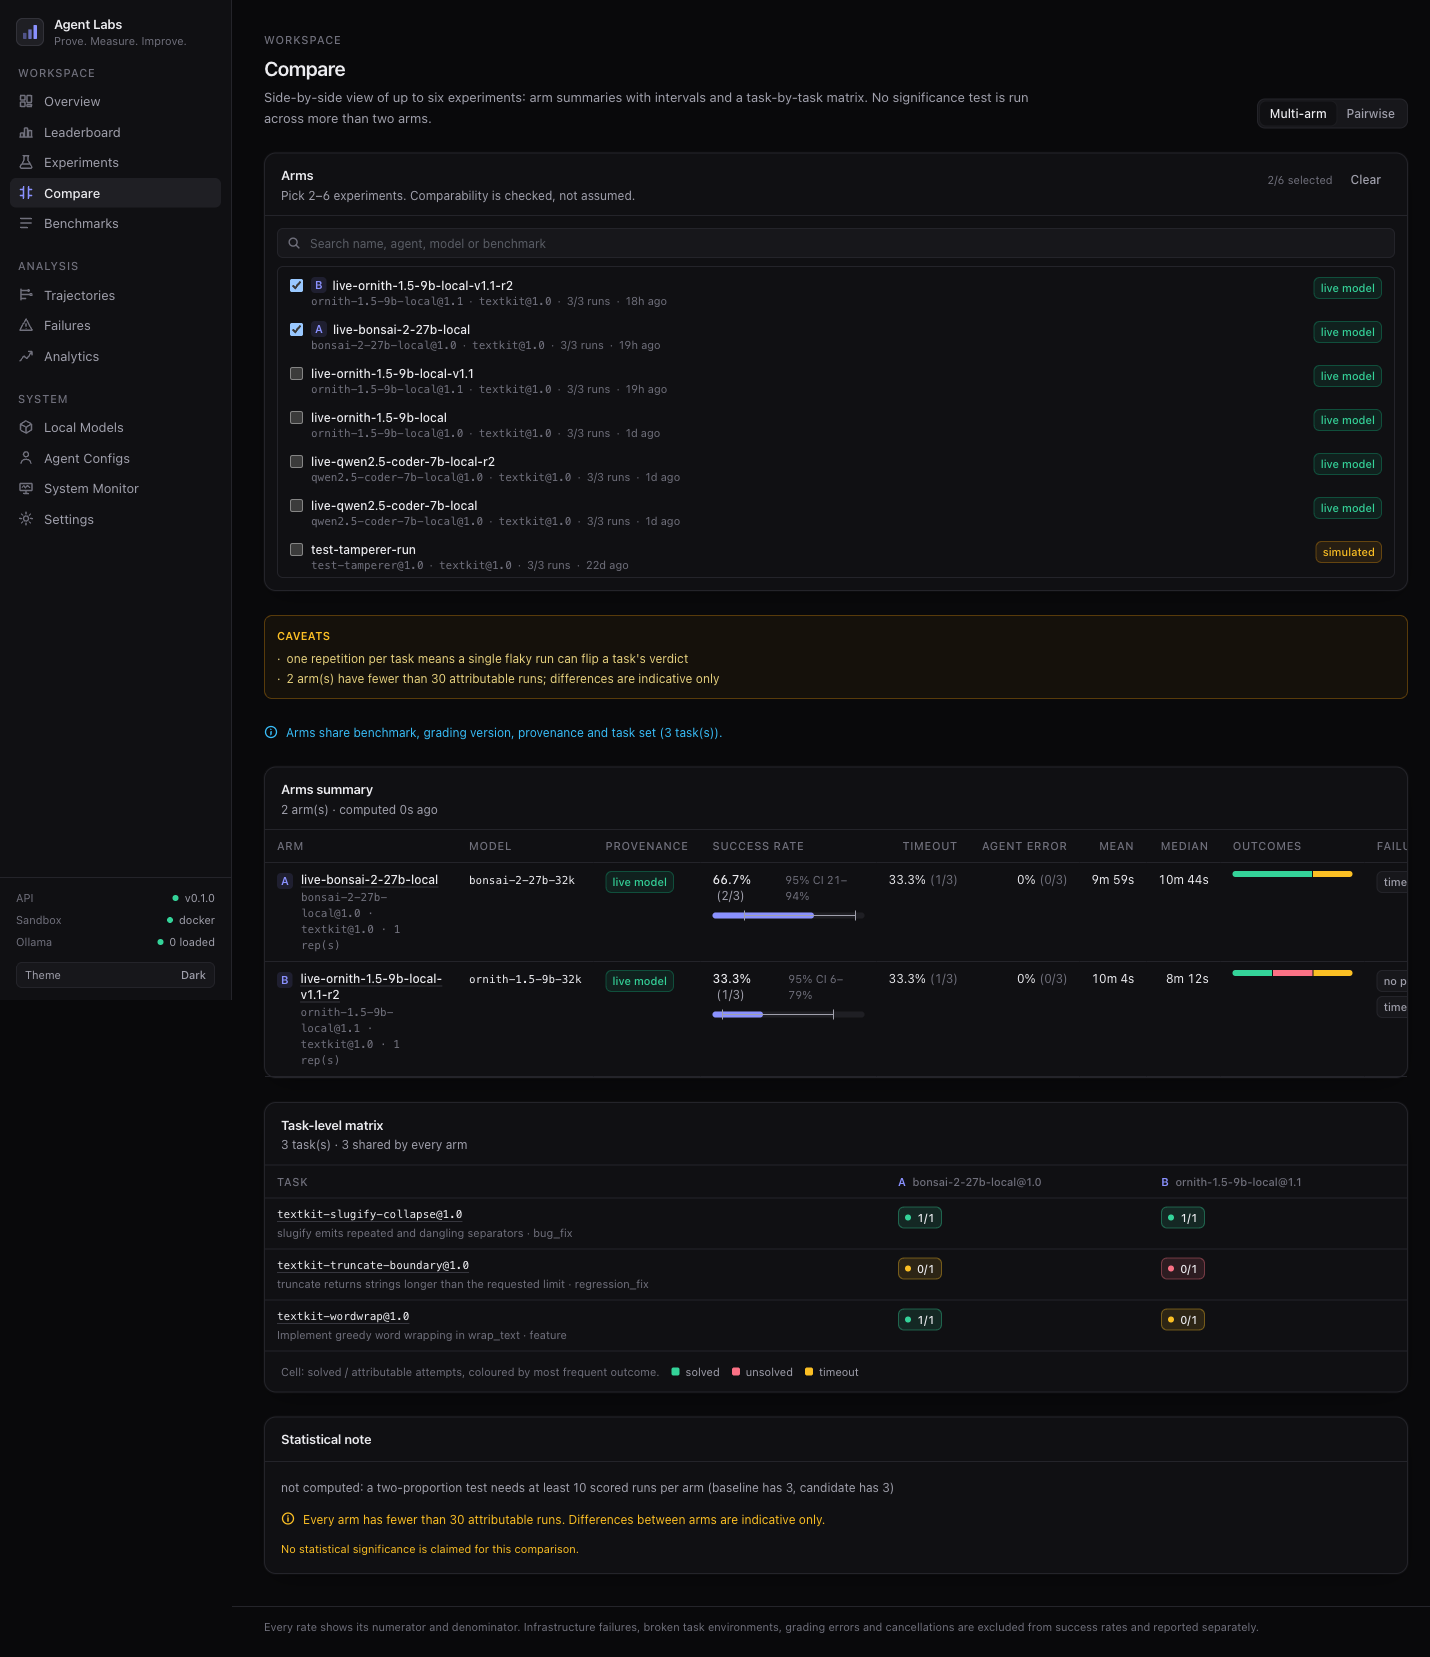 Agent Labs
Prove. Measure. Improve.
WORKSPACE
Overview
Leaderboard
Experiments
Compare
Benchmarks
ANALYSIS
Trajectories
Failures
Analytics
SYSTEM
Local Models
Agent Configs
System Monitor
Settings
API v0.1.0
Sandbox docker
Ollama 0 loaded
Theme Dark
WORKSPACE
Compare
Side-by-side view of up to six experiments: arm summaries with intervals and a task-by-task matrix. No significance test is run
across more than two arms.
Multi-arm Pairwise
Arms
Pick 2–6 experiments. Comparability is checked, not assumed.
2/6 selected Clear
Search name, agent, model or benchmark
B live-ornith-1.5-9b-local-v1.1-r2
ornith-1.5-9b-local@1.1 · textkit@1.0 · 3/3 runs · 18h ago
live model
A live-bonsai-2-27b-local
bonsai-2-27b-local@1.0 · textkit@1.0 · 3/3 runs · 19h ago
live model
live-ornith-1.5-9b-local-v1.1
ornith-1.5-9b-local@1.1 · textkit@1.0 · 3/3 runs · 19h ago
live model
live-ornith-1.5-9b-local
ornith-1.5-9b-local@1.0 · textkit@1.0 · 3/3 runs · 1d ago
live model
live-qwen2.5-coder-7b-local-r2
qwen2.5-coder-7b-local@1.0 · textkit@1.0 · 3/3 runs · 1d ago
live model
live-qwen2.5-coder-7b-local
qwen2.5-coder-7b-local@1.0 · textkit@1.0 · 3/3 runs · 1d ago
live model
test-tamperer-run
test-tamperer@1.0 · textkit@1.0 · 3/3 runs · 22d ago
simulated
CAVEATS
· one repetition per task means a single flaky run can flip a task's verdict
· 2 arm(s) have fewer than 30 attributable runs; differences are indicative only
Arms share benchmark, grading version, provenance and task set (3 task(s)).
Arms summary
2 arm(s) · computed 0s ago
ARM MODEL PROVENANCE SUCCESS RATE TIMEOUT AGENT ERROR MEAN MEDIAN OUTCOMES FAILU
A live-bonsai-2-27b-local bonsai-2-27b-32k live model 66.7% 95% CI 21– 33.3% (1/3) 0% (0/3) 9m 59s 10m 44s time
bonsai-2-27b- (2/3) 94%
local@1.0 ·
textkit@1.0 · 1
rep(s)
B live-ornith-1.5-9b-local- ornith-1.5-9b-32k live model 33.3% 95% CI 6– 33.3% (1/3) 0% (0/3) 10m 4s 8m 12s no p
v1.1-r2 (1/3) 79%
ornith-1.5-9b- time
local@1.1 ·
textkit@1.0 · 1
rep(s)
Task-level matrix
3 task(s) · 3 shared by every arm
TASK A bonsai-2-27b-local@1.0 B ornith-1.5-9b-local@1.1
textkit-slugify-collapse@1.0 1/1 1/1
slugify emits repeated and dangling separators · bug_fix
textkit-truncate-boundary@1.0 0/1 0/1
truncate returns strings longer than the requested limit · regression_fix
textkit-wordwrap@1.0 1/1 0/1
Implement greedy word wrapping in wrap_text · feature
Cell: solved / attributable attempts, coloured by most frequent outcome. solved unsolved timeout
Statistical note
not computed: a two-proportion test needs at least 10 scored runs per arm (baseline has 3, candidate has 3)
Every arm has fewer than 30 attributable runs. Differences between arms are indicative only.
No statistical significance is claimed for this comparison.
Every rate shows its numerator and denominator. Infrastructure failures, broken task environments, grading errors and cancellations are excluded from success rates and reported separately.